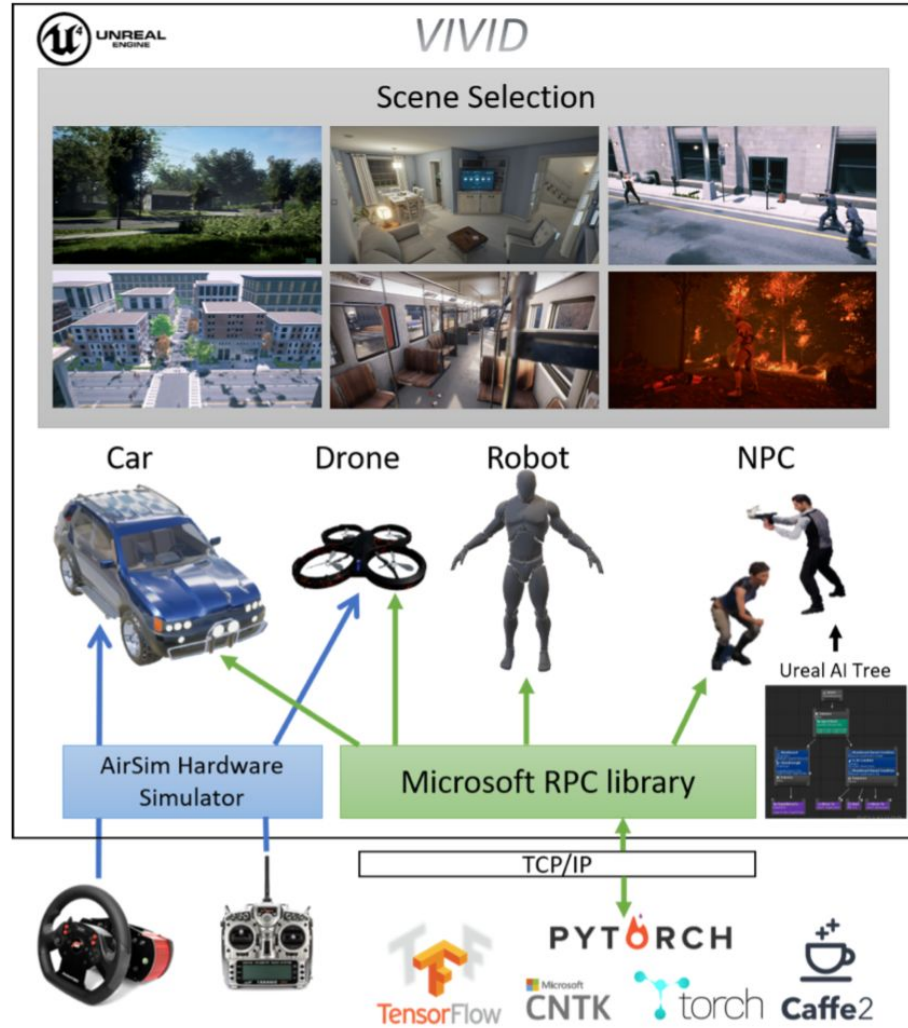 UNREAL
ENGINE
VIVID
Scene Selection
Car
Drone
Robot
NPC
Ureal AI Tree
AirSim Hardware
Simulator
Microsoft RPC library
TCP/IP
TensorFlow
PYTORCH
Microsoft
CNTK
torch
Caffe2